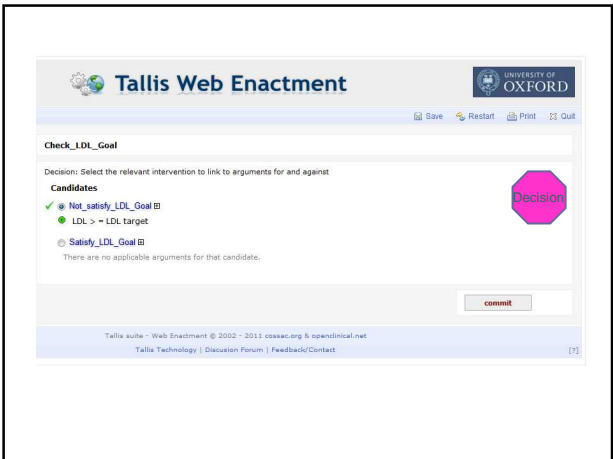 Tallis Web Enactment
UNIVERSITY OF
OXFORD
Save Restart Print Quit
Check_LDL_Goal
Decision: Select the relevant intervention to link to arguments for and against
Candidates
Not_satisfy_LDL_Goal
LDL > = LDL target
Satisfy_LDL_Goal
There are no applicable arguments for that candidate.
Decision
commit
Tallis suite - Web Enactment © 2002 - 2011 cossac.org & openclinical.net
Tallis Technology | Discusion Forum | Feedback/Contact
[?]